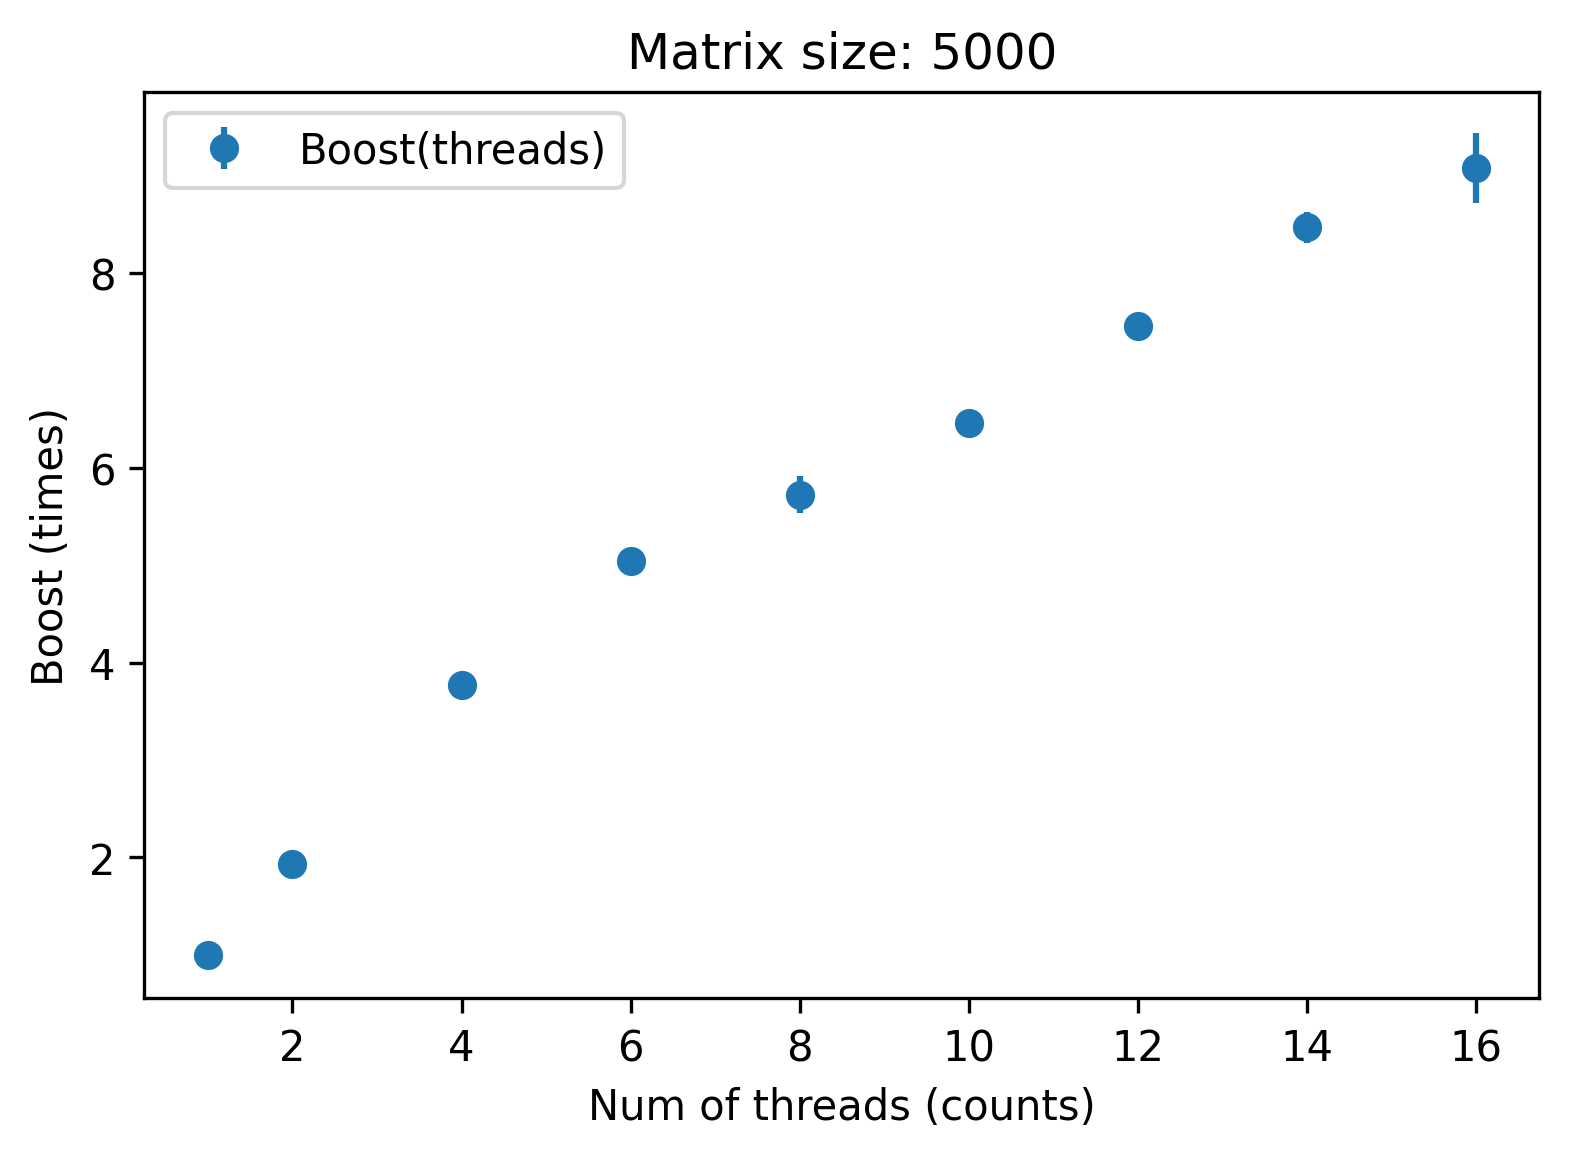 Matrix size: 5000
Boost(threads)
Boost (times)
8
6
4
2
2 4 6 8 10 12 14 16
Num of threads (counts)